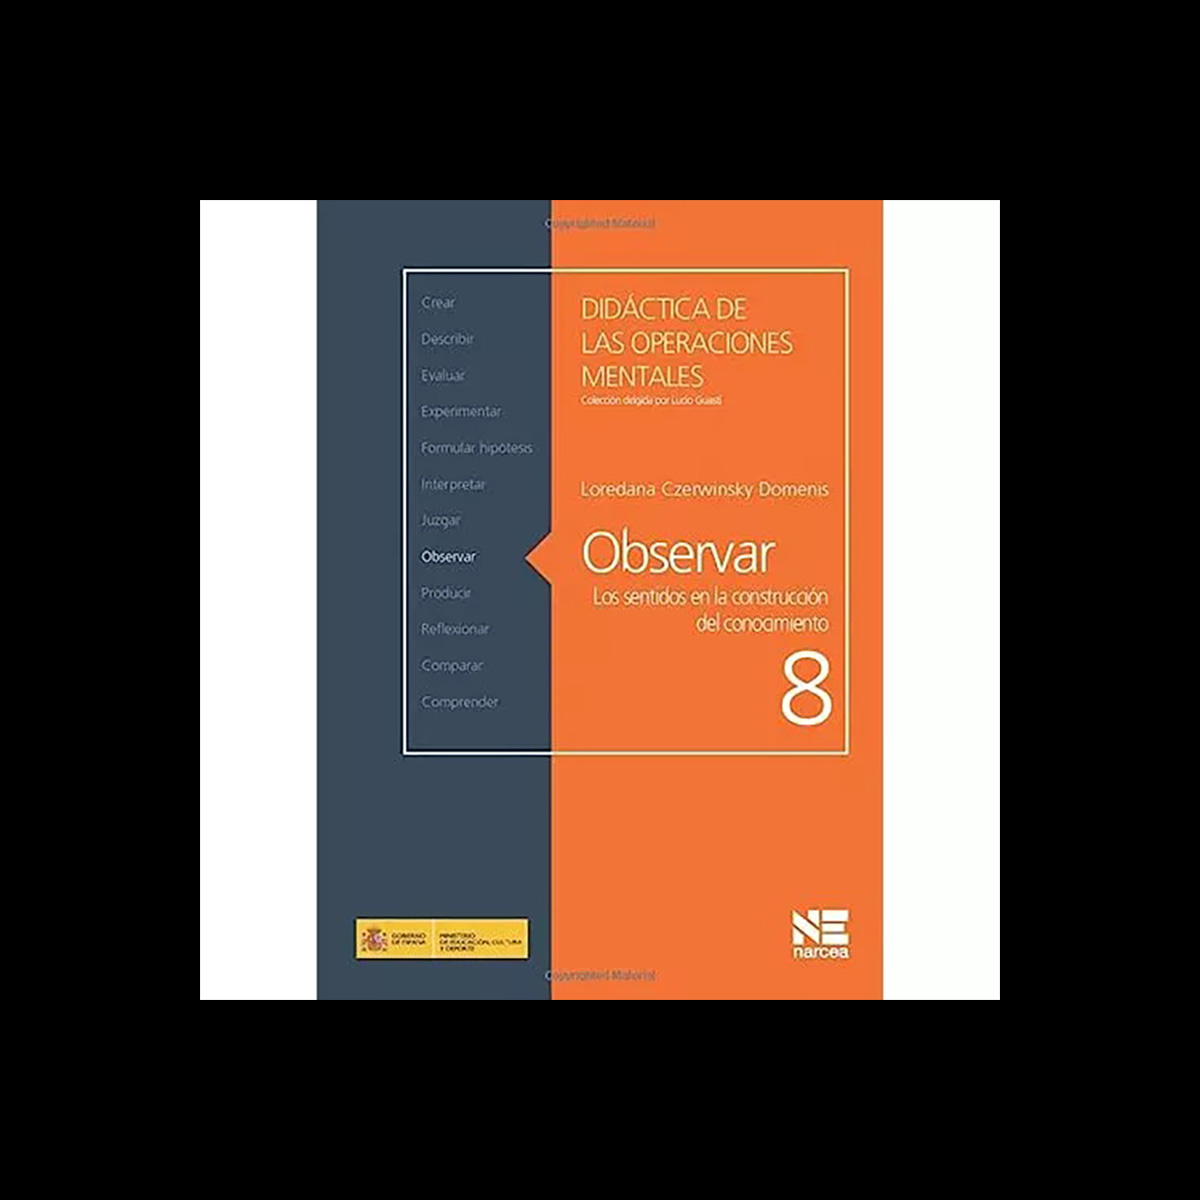 Copyrighted Material
Crear
Describir
Evaluar
Experimentar
Formular hipótesis
Interpretar
Juzgar
Observar
Producir
Reflexionar
Comparar
Comprender
DIDÁCTICA DE
LAS OPERACIONES
MENTALES
Colección dirigida por Lucio Guasti
Loredana Czerwinsky Domenis
Observar
Los sentidos en la construcción
del conocimiento
8
GOBIERNO
DE ESPAÑA
MINISTERIO
DE EDUCACIÓN, CULTURA
Y DEPORTE
NE
narcea
Copyrighted Material